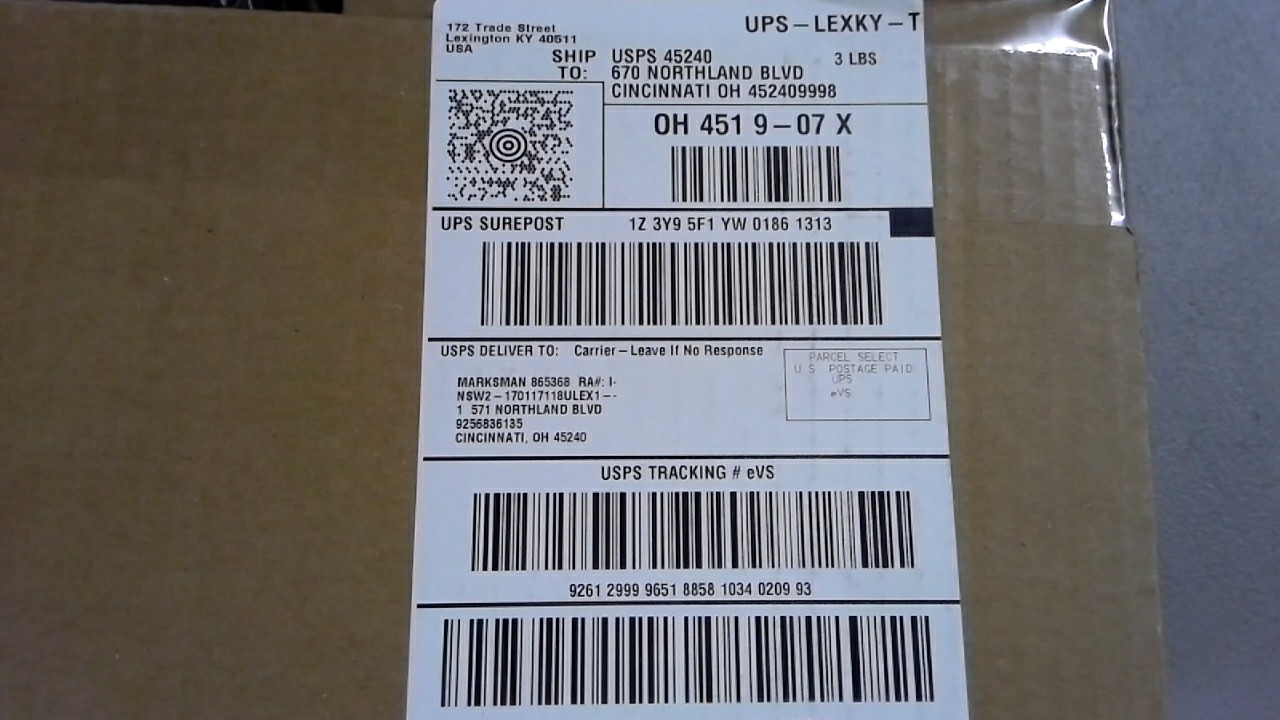 172 Trade Street
Lexington KY 40511
USA
UPS-LEXKY-T
SHIP TO:
USPS 45240
3 LBS
670 NORTHLAND BLVD
CINCINNATI OH 452409998
OH 451 9-07 X
UPS SUREPOST
1Z 3Y9 5F1 YW 0186 1313
USPS DELIVER TO: Carrier-Leave If No Response
MARKSMAN 865368 RA#: I-
NSW2-170117118ULEX1--
1 571 NORTHLAND BLVD
9256836135
CINCINNATI, OH 45240
PARCEL SELECT
U.S. POSTAGE PAID
UPS
eVS
USPS TRACKING # eVS
9261 2999 9651 8858 1034 0209 93